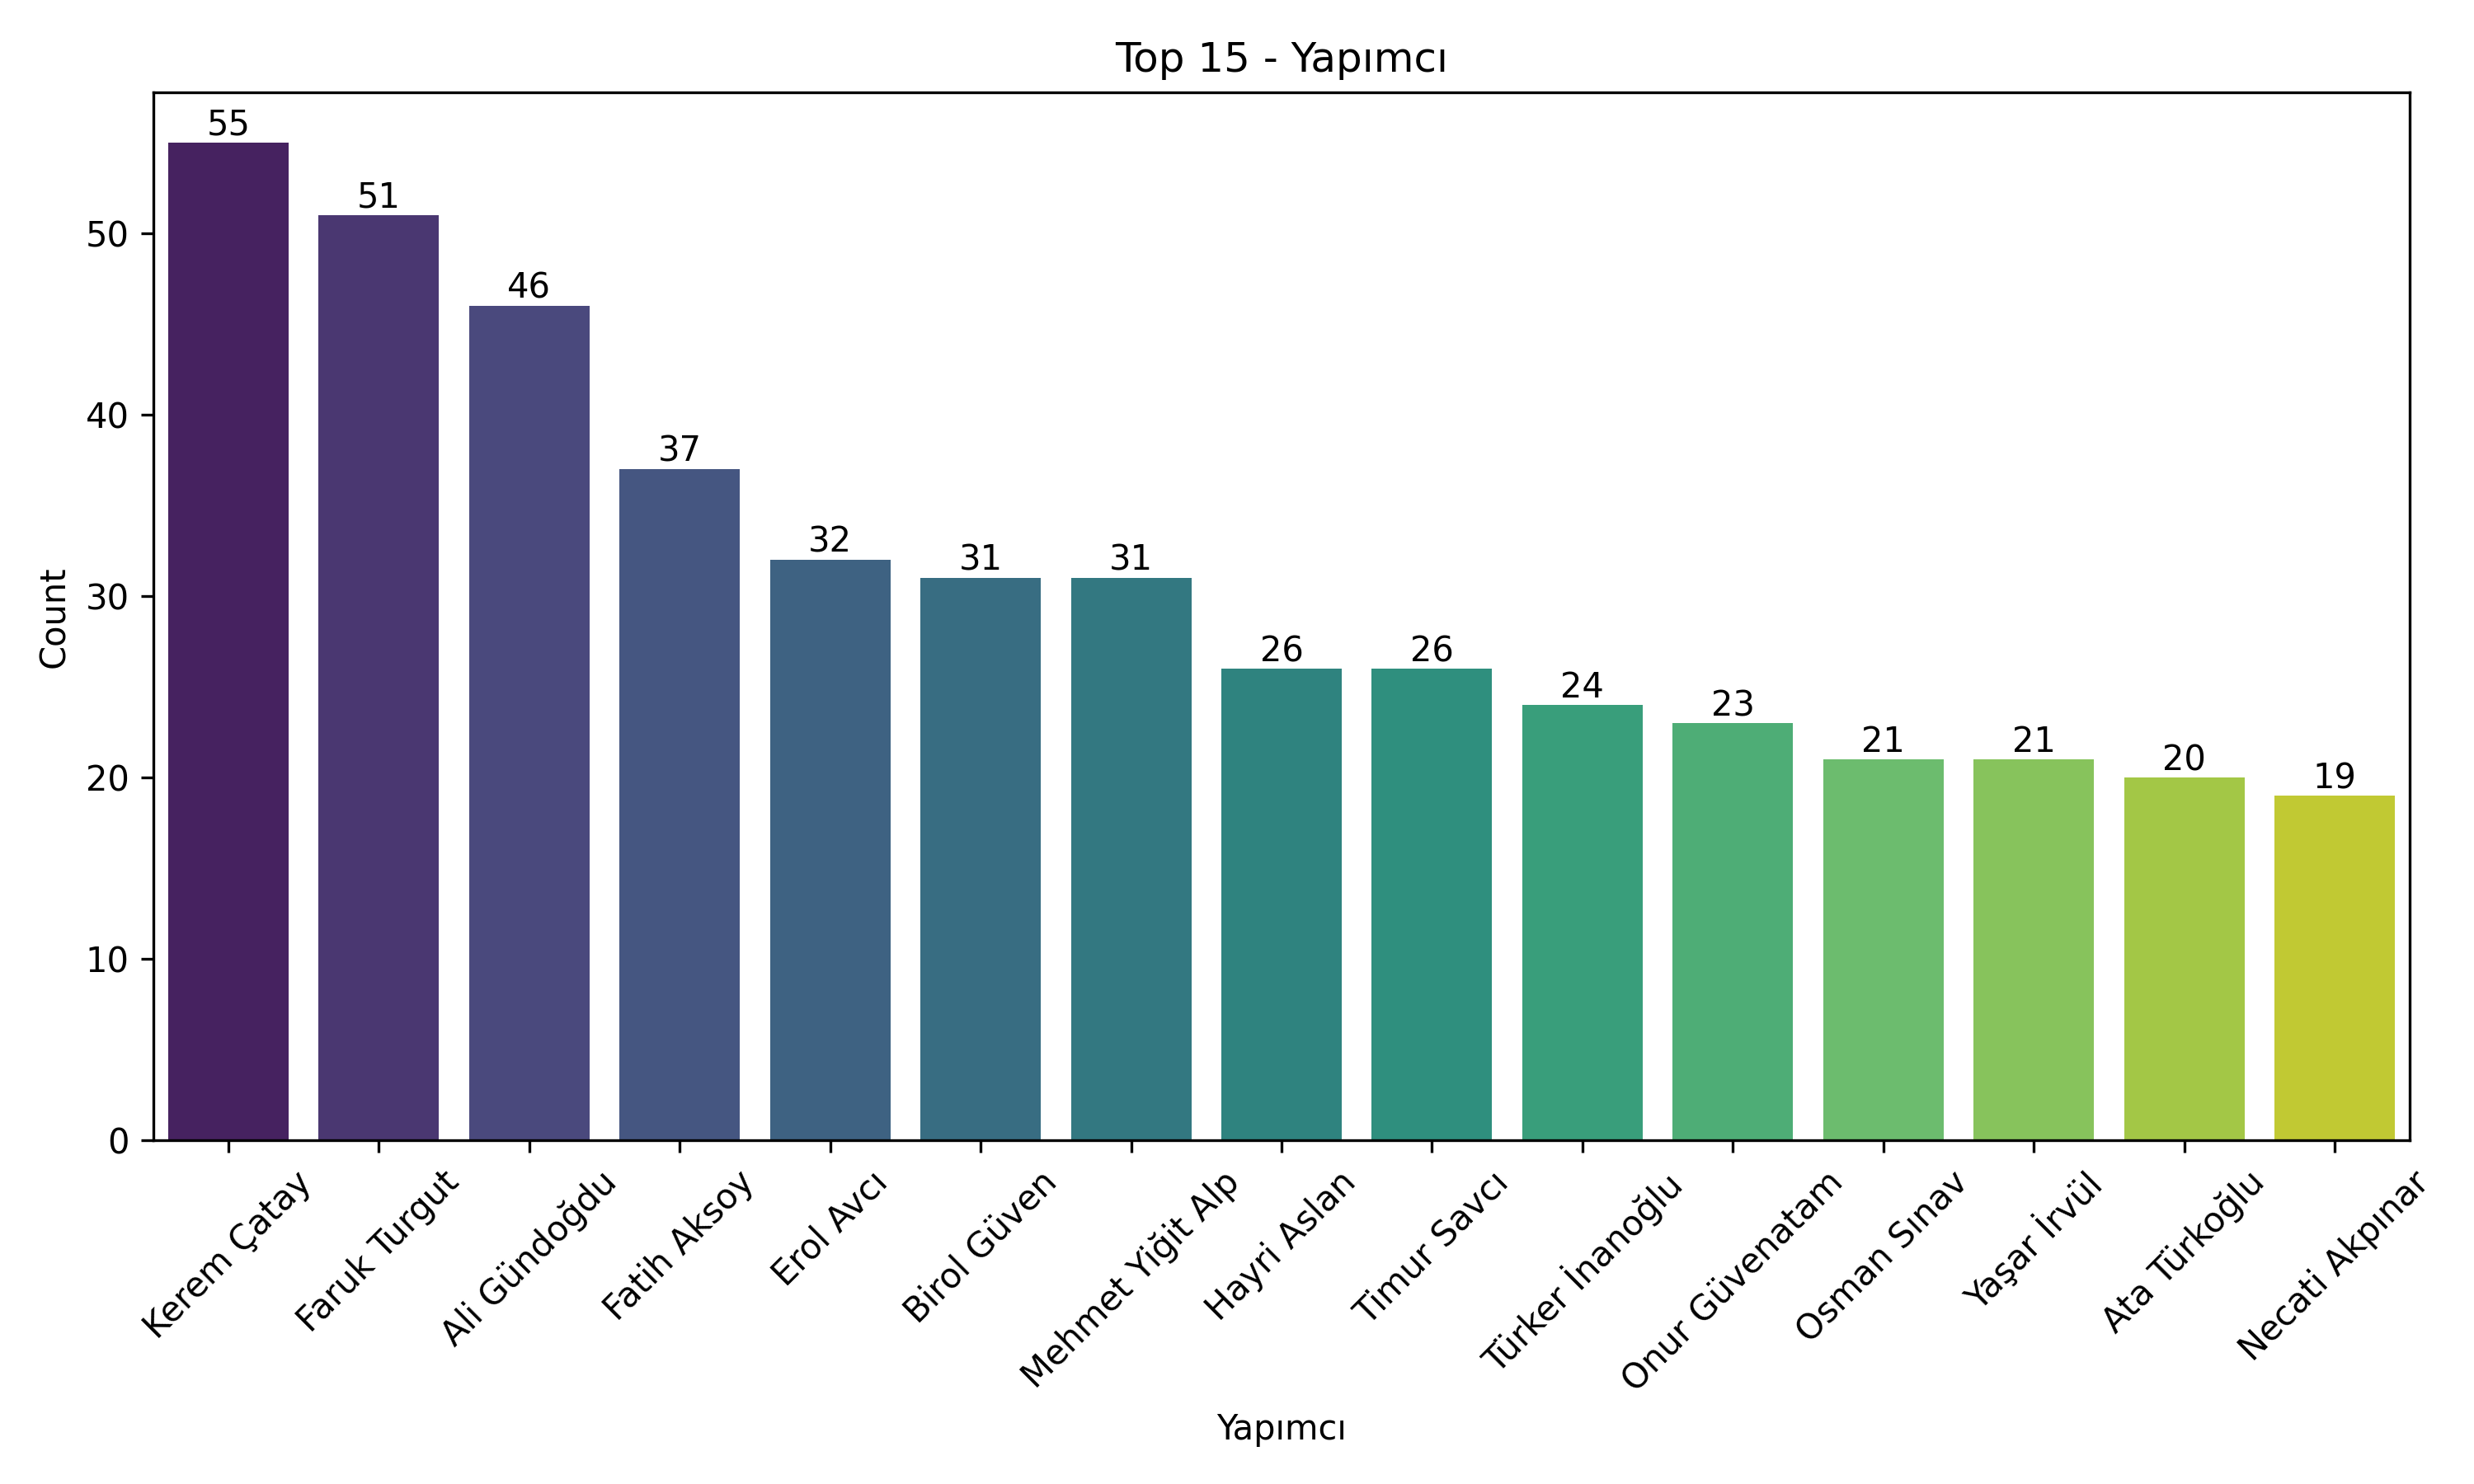 Top 15 - Yapımcı
55
51
46
37
32
31
31
26
26
24
23
21
21
20
19
Count
50
40
30
20
10
0
Kerem Çatay
Faruk Turgut
Ali Gündoğdu
Fatih Aksoy
Erol Avcı
Birol Güven
Mehmet Yiğit Alp
Hayri Aslan
Timur Savcı
Türker İnanoğlu
Onur Güvenatam
Osman Sınav
Yaşar İrvül
Ata Türkoğlu
Necati Akpınar
Yapımcı